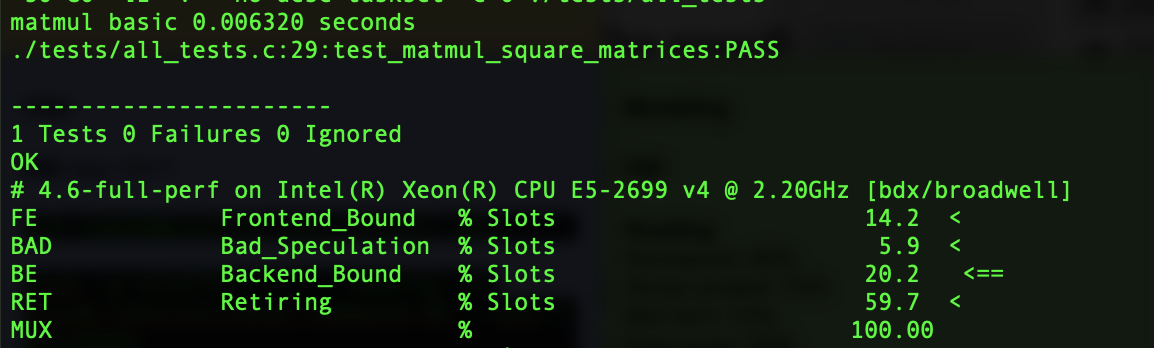 matmul basic 0.006320 seconds
./tests/all_tests.c:29:test_matmul_square_matrices:PASS
-----------------------
1 Tests 0 Failures 0 Ignored
OK
# 4.6-full-perf on Intel(R) Xeon(R) CPU E5-2699 v4 @ 2.20GHz [bdx/broadwell]
FE             Frontend_Bound   % Slots                       14.2  <
BAD            Bad_Speculation  % Slots                        5.9  <
BE             Backend_Bound    % Slots                       20.2   <==
RET            Retiring         % Slots                       59.7  <
MUX                             %                            100.00